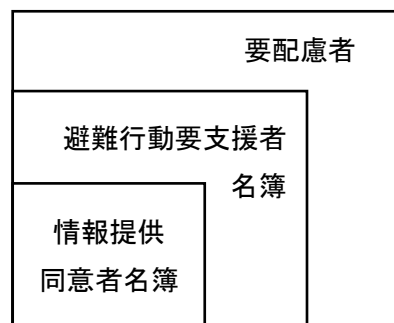 要配慮者
避難行動要支援者
名簿
情報提供
同意者名簿